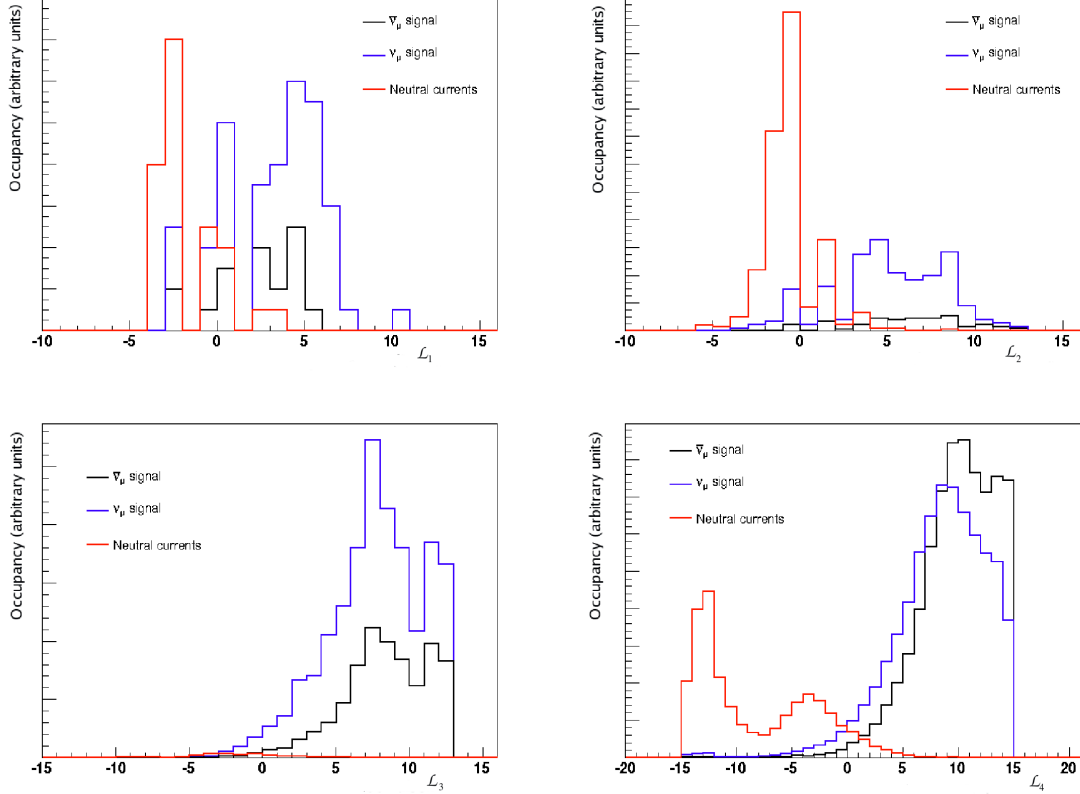 Occupancy (arbitrary units)
ν̄μ signal
νμ signal
Neutral currents
-10 -5 0 5 10 15
ℒ1
Occupancy (arbitrary units)
ν̄μ signal
νμ signal
Neutral currents
-10 -5 0 5 10 15
ℒ2
Occupancy (arbitrary units)
ν̄μ signal
νμ signal
Neutral currents
-15 -10 -5 0 5 10 15
ℒ3
Occupancy (arbitrary units)
ν̄μ signal
νμ signal
Neutral currents
-20 -15 -10 -5 0 5 10 15 20
ℒ4